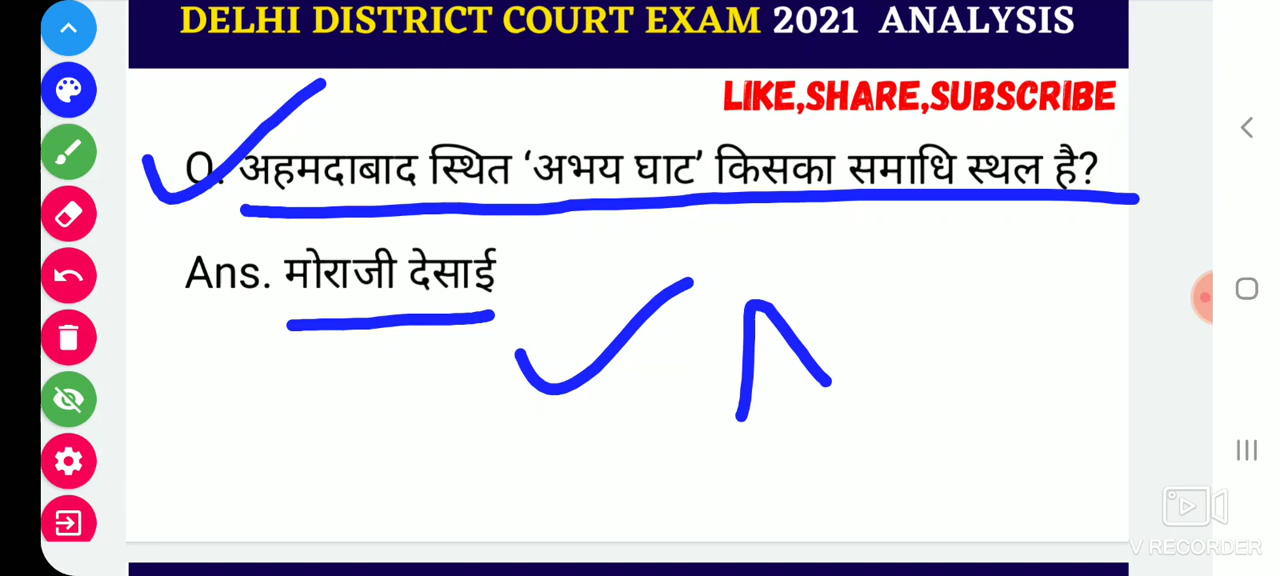 DELHI DISTRICT COURT EXAM 2021 ANALYSIS
LIKE,SHARE,SUBSCRIBE
Q. अहमदाबाद स्थित ‘अभय घाट’ किसका समाधि स्थल है?
Ans. मोराजी देसाई
V RECORDER